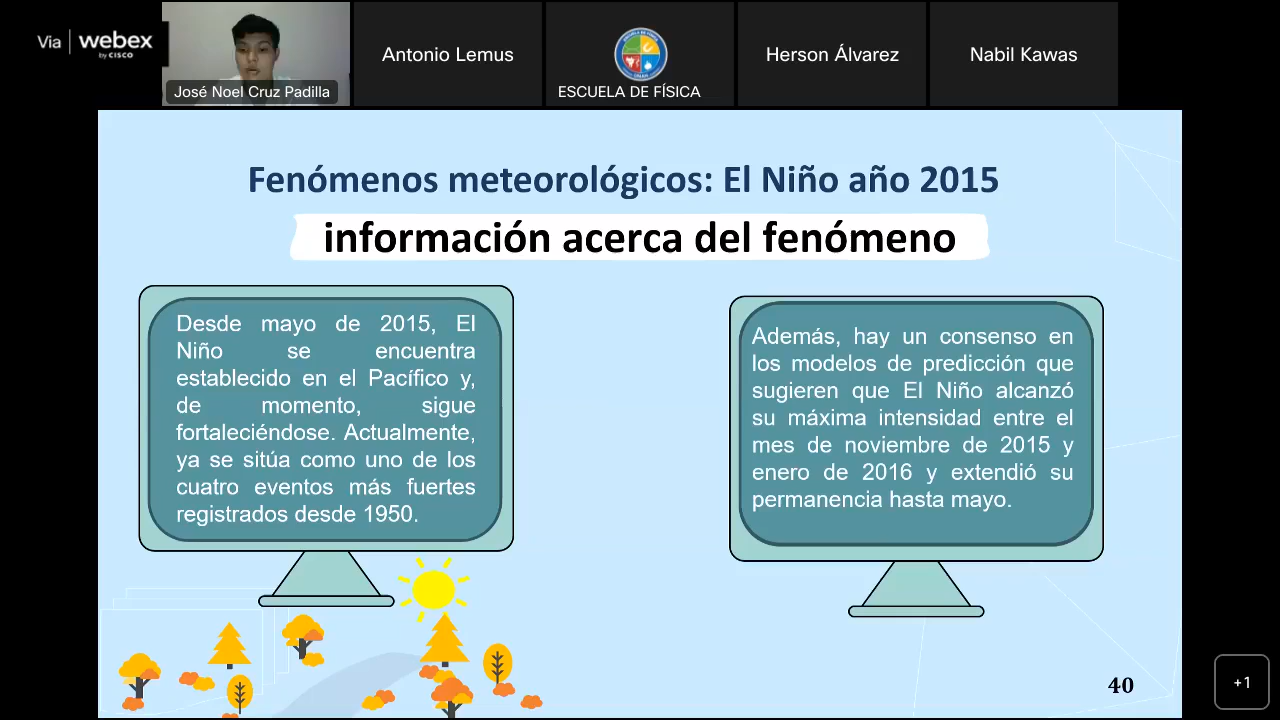 Via webex
by CISCO
José Noel Cruz Padilla
Antonio Lemus
ESCUELA DE FÍSICA
Herson Álvarez
Nabil Kawas
Fenómenos meteorológicos: El Niño año 2015
información acerca del fenómeno
Desde mayo de 2015, El
Niño se encuentra
establecido en el Pacífico y,
de momento, sigue
fortaleciéndose. Actualmente,
ya se sitúa como uno de los
cuatro eventos más fuertes
registrados desde 1950.
Además, hay un consenso en
los modelos de predicción que
sugieren que El Niño alcanzó
su máxima intensidad entre el
mes de noviembre de 2015 y
enero de 2016 y extendió su
permanencia hasta mayo.
40
+1